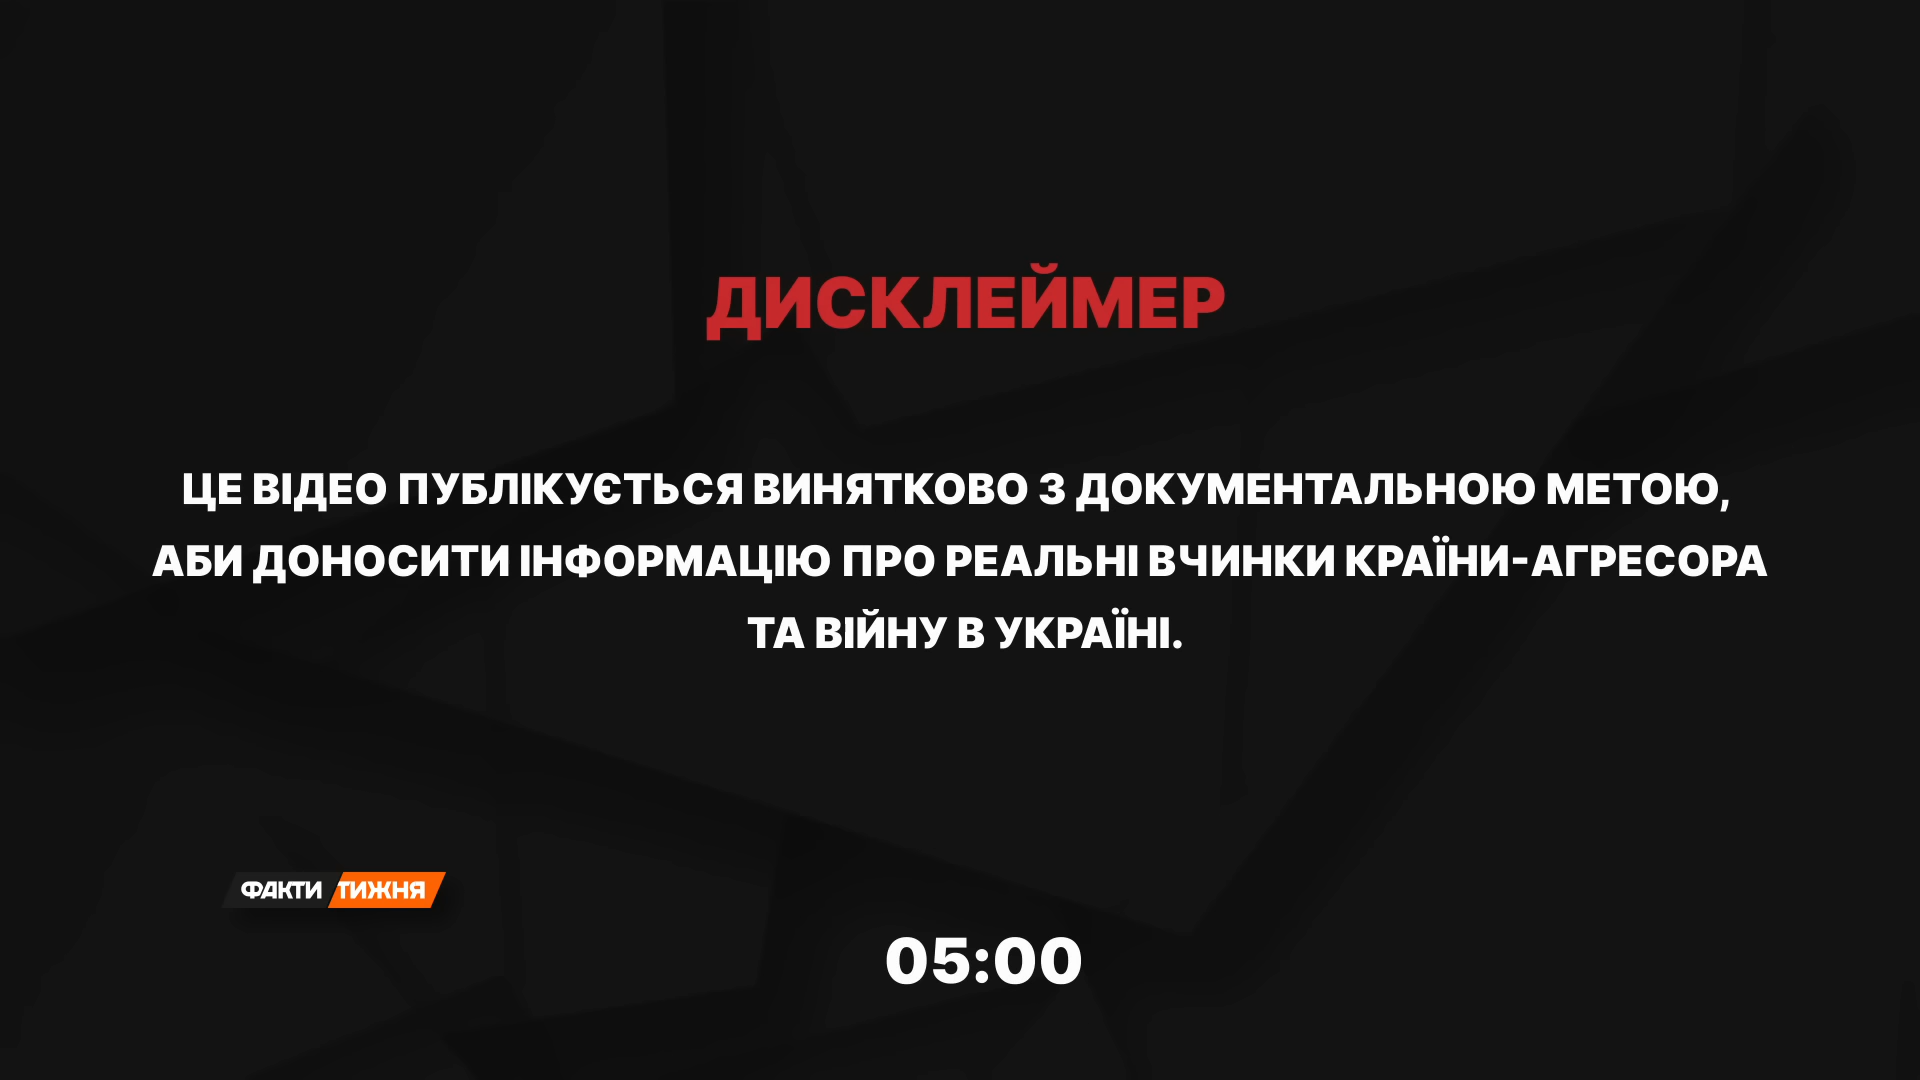 ДИСКЛЕЙМЕР
ЦЕ ВІДЕО ПУБЛІКУЄТЬСЯ ВИНЯТКОВО З ДОКУМЕНТАЛЬНОЮ МЕТОЮ,
АБИ ДОНОСИТИ ІНФОРМАЦІЮ ПРО РЕАЛЬНІ ВЧИНКИ КРАЇНИ-АГРЕСОРА
ТА ВІЙНУ В УКРАЇНІ.
ФАКТИ ТИЖНЯ
05:00